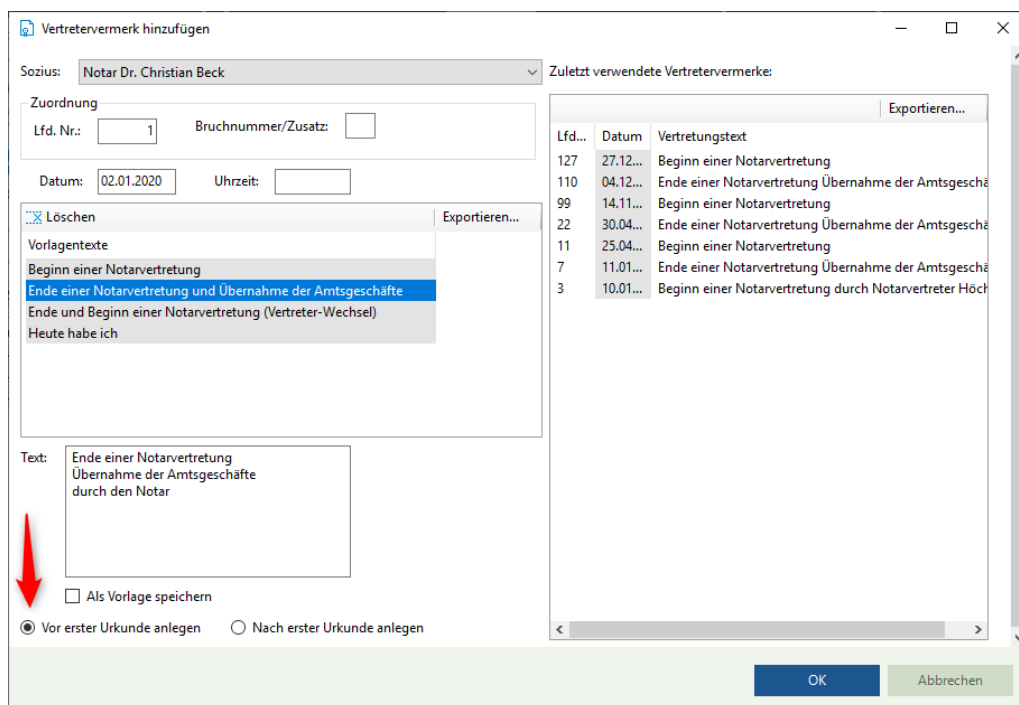 Vertretervermerk hinzufügen
Sozius: Notar Dr. Christian Beck
Zuordnung
Lfd. Nr.: 1 Bruchnummer/Zusatz:
Datum: 02.01.2020 Uhrzeit:
Löschen Exportieren...
Vorlagentexte
Beginn einer Notarvertretung
Ende einer Notarvertretung und Übernahme der Amtsgeschäfte
Ende und Beginn einer Notarvertretung (Vertreter-Wechsel)
Heute habe ich
Text: Ende einer Notarvertretung
Übernahme der Amtsgeschäfte
durch den Notar
Als Vorlage speichern
Vor erster Urkunde anlegen Nach erster Urkunde anlegen
Zuletzt verwendete Vertretervermerke:
Exportieren...
Lfd... Datum Vertretungstext
127 27.12... Beginn einer Notarvertretung
110 04.12... Ende einer Notarvertretung Übernahme der Amtsgeschä
99 14.11... Beginn einer Notarvertretung
22 30.04... Ende einer Notarvertretung Übernahme der Amtsgeschä
11 25.04... Beginn einer Notarvertretung
7 11.01... Ende einer Notarvertretung Übernahme der Amtsgeschä
3 10.01... Beginn einer Notarvertretung durch Notarvertreter Höch
OK Abbrechen